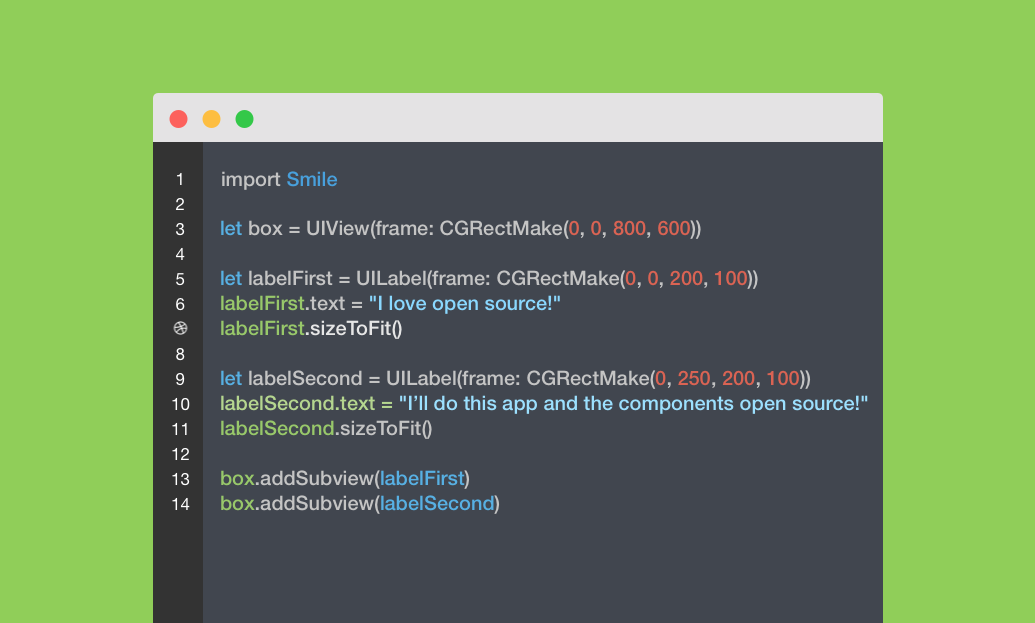 1 import Smile
2
3 let box = UIView(frame: CGRectMake(0, 0, 800, 600))
4
5 let labelFirst = UILabel(frame: CGRectMake(0, 0, 200, 100))
6 labelFirst.text = "I love open source!"
labelFirst.sizeToFit()
8
9 let labelSecond = UILabel(frame: CGRectMake(0, 250, 200, 100))
10 labelSecond.text = "I’ll do this app and the components open source!"
11 labelSecond.sizeToFit()
12
13 box.addSubview(labelFirst)
14 box.addSubview(labelSecond)